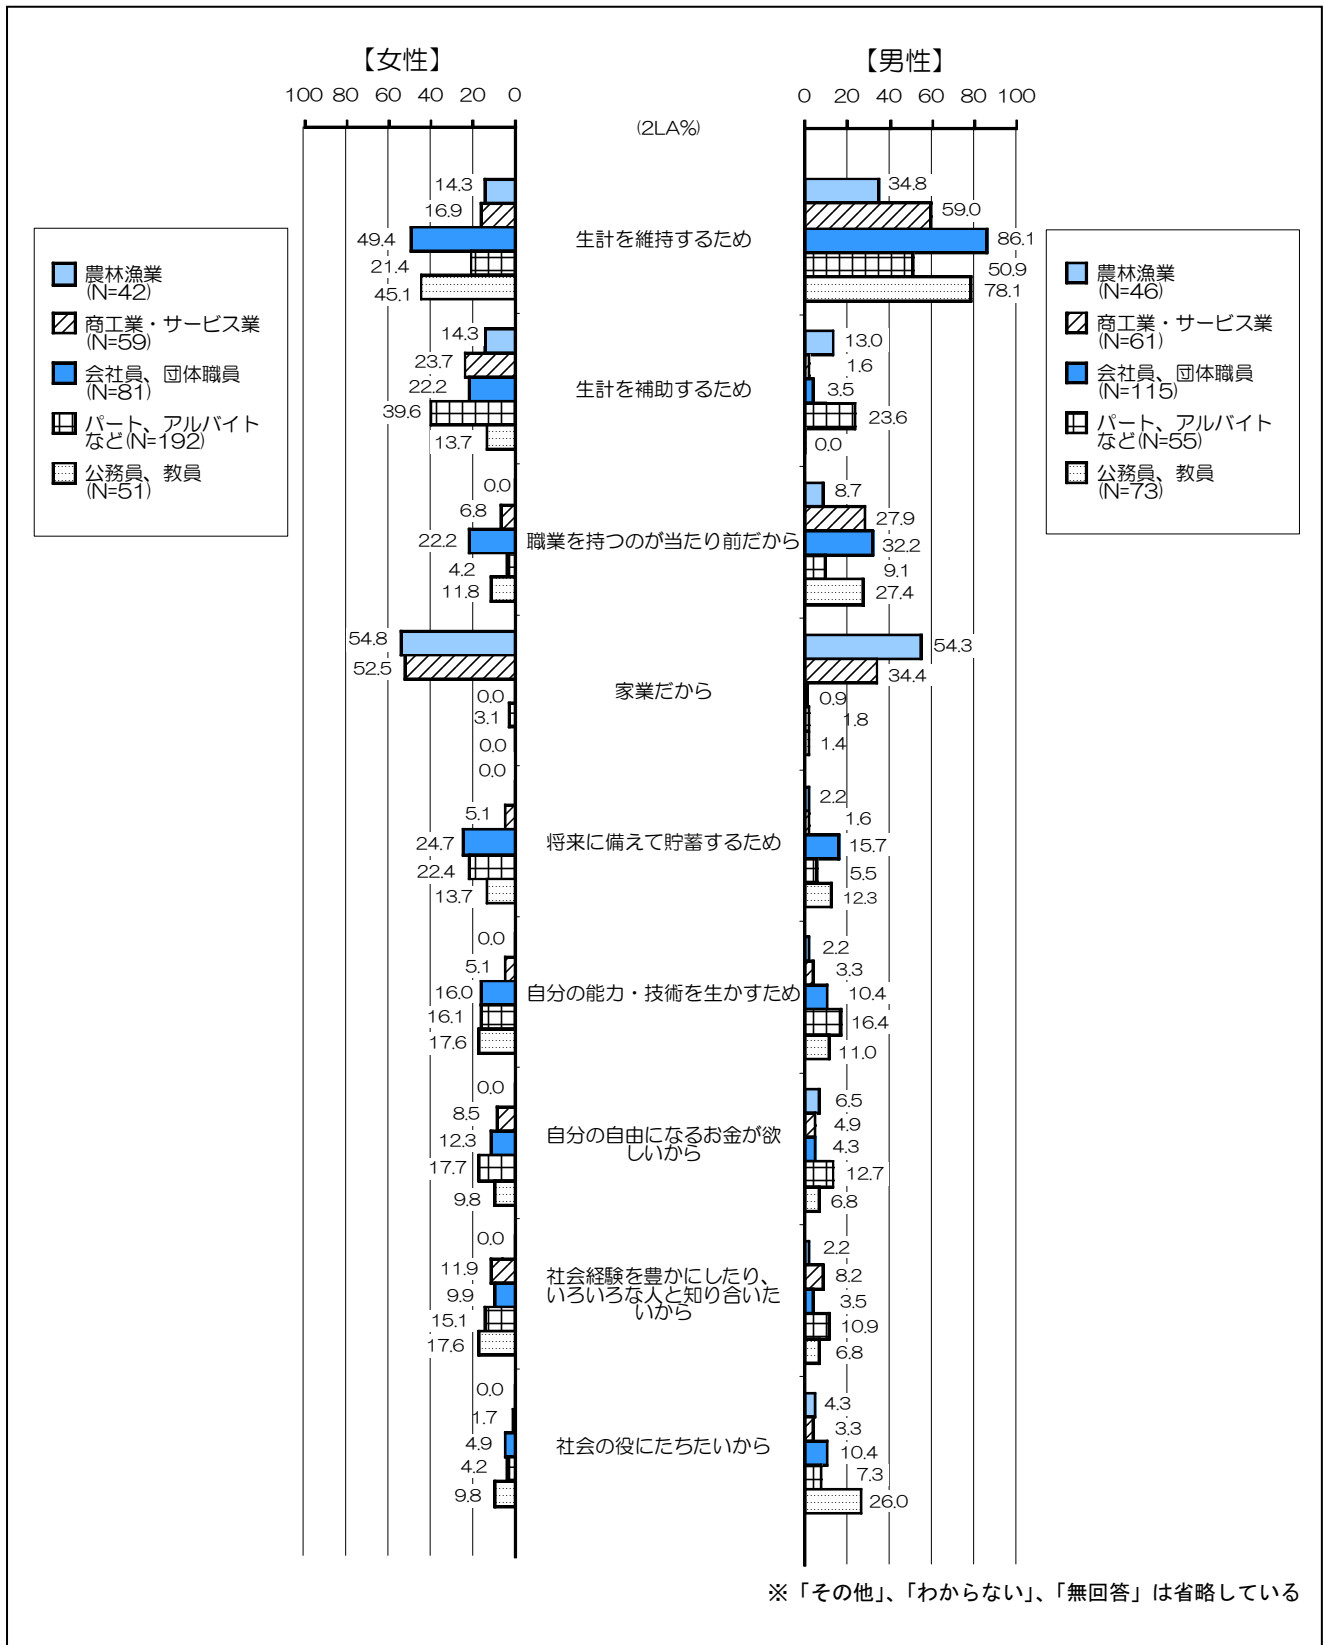 【女性】
【男性】
100 80 60 40 20 0
0 20 40 60 80 100
(2LA%)
農林漁業
(N=42)
商工業・サービス業
(N=59)
会社員、団体職員
(N=81)
パート、アルバイト
など(N=192)
公務員、教員
(N=51)
農林漁業
(N=46)
商工業・サービス業
(N=61)
会社員、団体職員
(N=115)
パート、アルバイト
など(N=55)
公務員、教員
(N=73)
生計を維持するため
14.3
16.9
49.4
21.4
45.1
34.8
59.0
86.1
50.9
78.1
生計を補助するため
14.3
23.7
22.2
39.6
13.7
13.0
1.6
3.5
23.6
0.0
職業を持つのが当たり前だから
0.0
6.8
22.2
4.2
11.8
8.7
27.9
32.2
9.1
27.4
家業だから
54.8
52.5
0.0
3.1
0.0
54.3
34.4
0.9
1.8
1.4
将来に備えて貯蓄するため
0.0
5.1
24.7
22.4
13.7
2.2
1.6
15.7
5.5
12.3
自分の能力・技術を生かすため
0.0
5.1
16.0
16.1
17.6
2.2
3.3
10.4
16.4
11.0
自分の自由になるお金が欲
しいから
0.0
8.5
12.3
17.7
9.8
6.5
4.9
4.3
12.7
6.8
社会経験を豊かにしたり、
いろいろな人と知り合いた
いから
0.0
11.9
9.9
15.1
17.6
2.2
8.2
3.5
10.9
6.8
社会の役にたちたいから
0.0
1.7
4.9
4.2
9.8
4.3
3.3
10.4
7.3
26.0
※「その他」、「わからない」、「無回答」は省略している